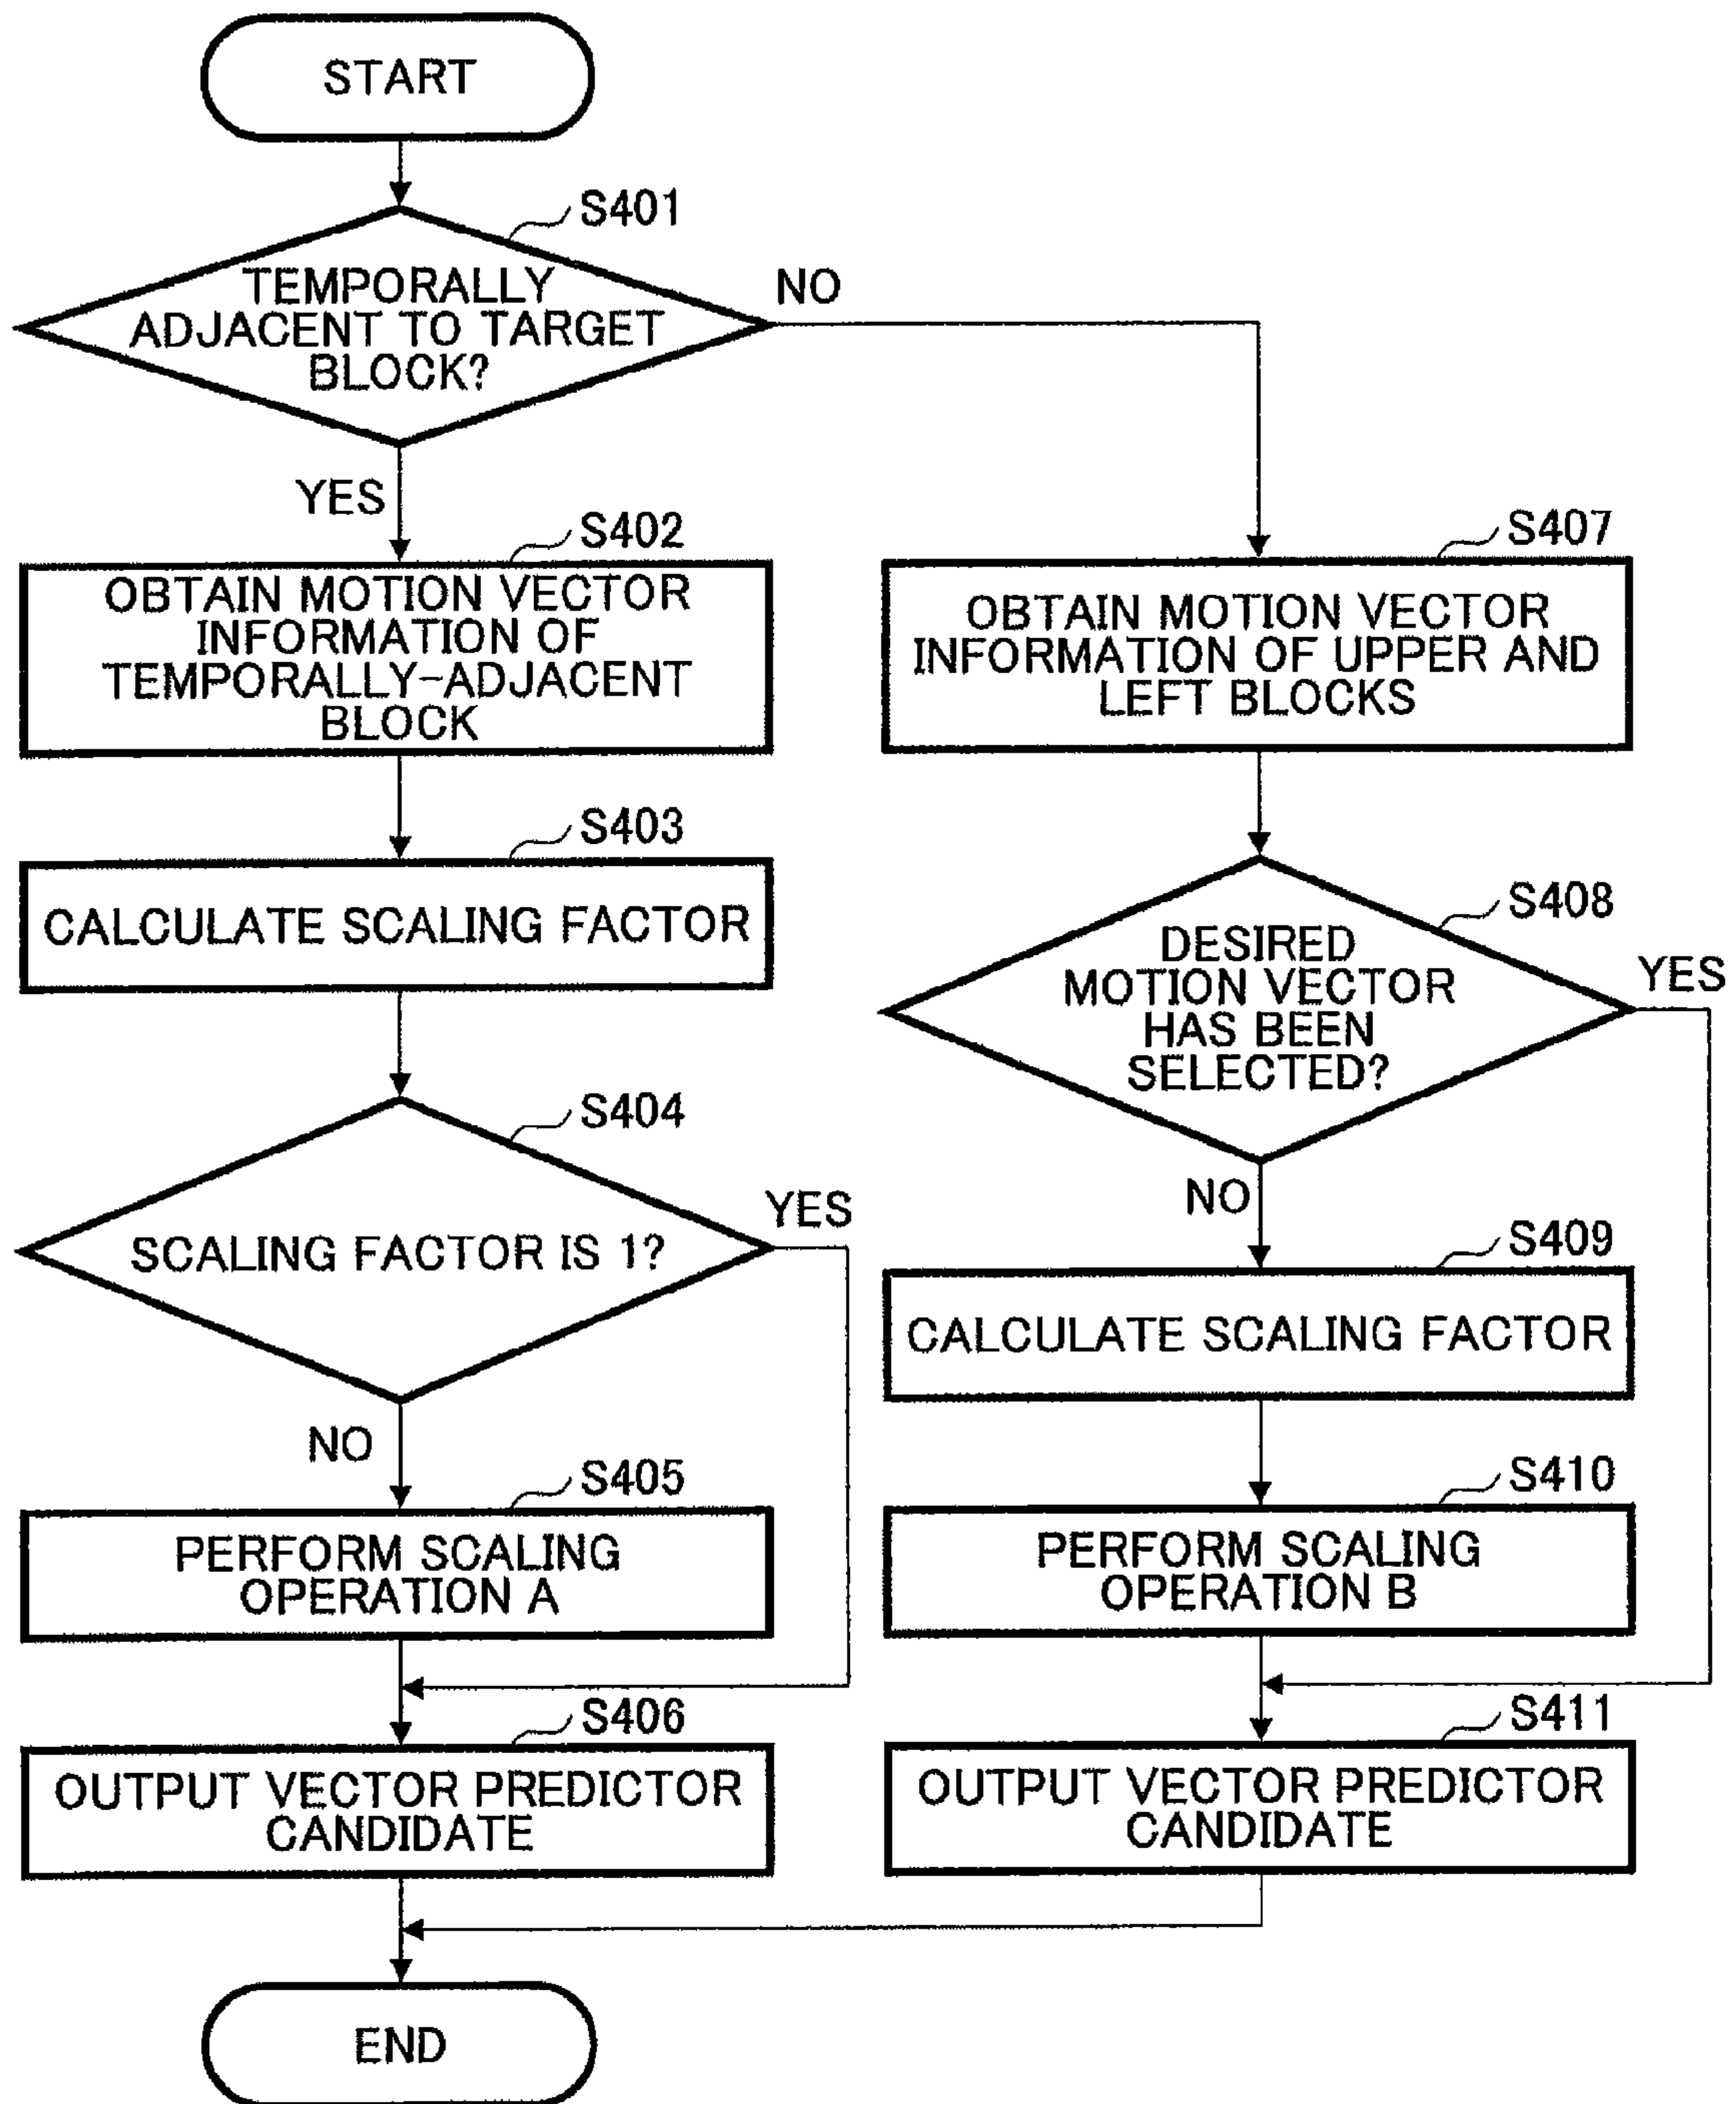 START
S401
TEMPORALLY
ADJACENT TO TARGET
BLOCK?
NO
YES
S402
OBTAIN MOTION VECTOR
INFORMATION OF
TEMPORALLY-ADJACENT
BLOCK
S403
CALCULATE SCALING FACTOR
S404
SCALING FACTOR IS 1?
YES
NO
S405
PERFORM SCALING
OPERATION A
S406
OUTPUT VECTOR PREDICTOR
CANDIDATE
S407
OBTAIN MOTION VECTOR
INFORMATION OF UPPER AND
LEFT BLOCKS
S408
DESIRED
MOTION VECTOR
HAS BEEN
SELECTED?
YES
NO
S409
CALCULATE SCALING FACTOR
S410
PERFORM SCALING
OPERATION B
S411
OUTPUT VECTOR PREDICTOR
CANDIDATE
END